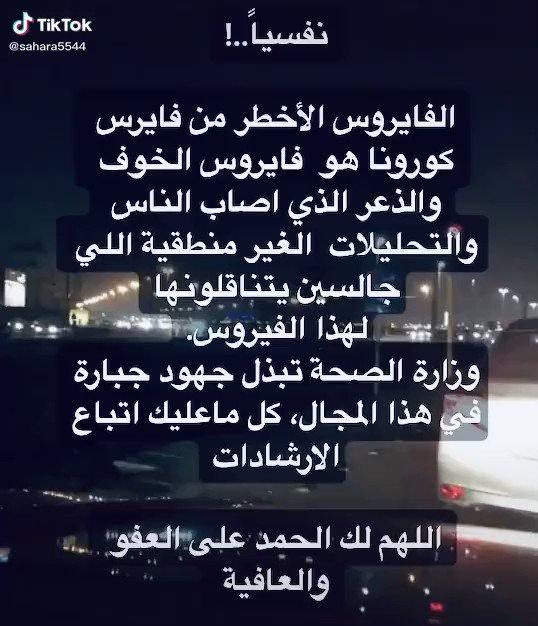 TikTok
@sahara5544
نفسياً..!
الفايروس الأخطر من فايرس
كورونا هو فايروس الخوف
والذعر الذي اصاب الناس
والتحليلات الغير منطقية اللي
جالسين يتناقلونها
لهذا الفيروس.
وزارة الصحة تبذل جهود جبارة
في هذا المجال، كل ماعليك اتباع
الارشادات
اللهم لك الحمد على العفو
والعافية